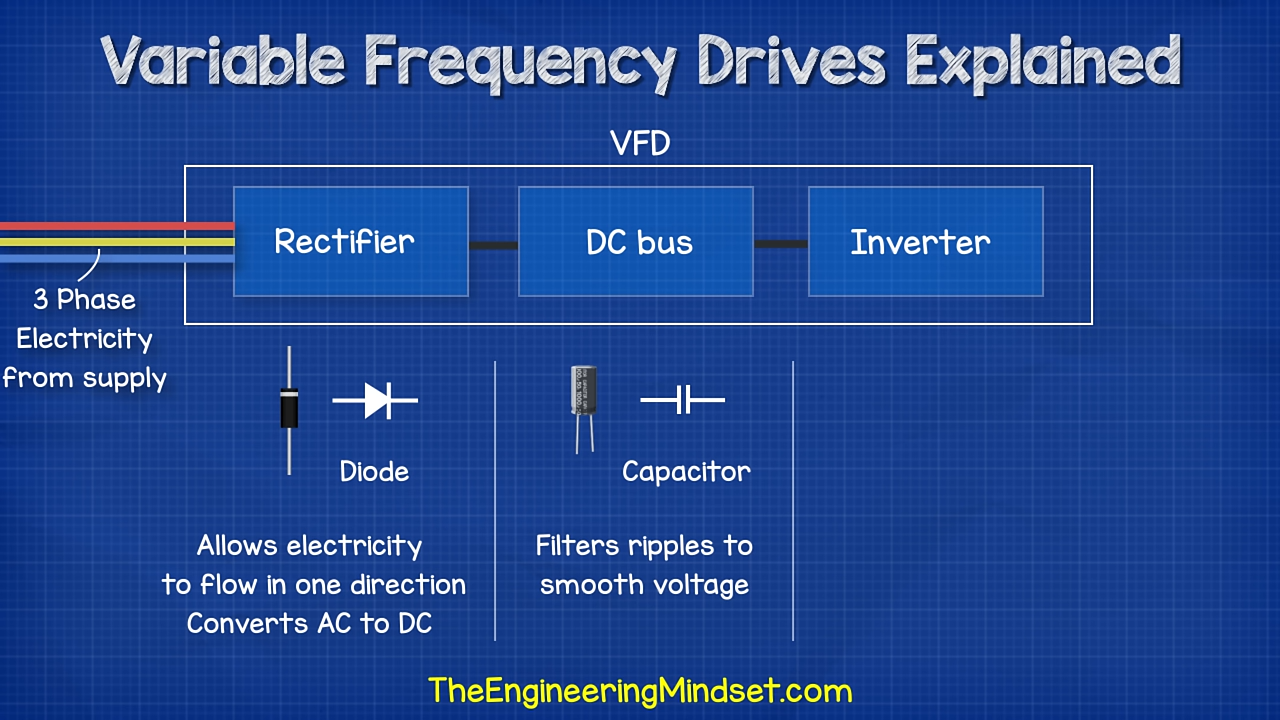 Variable Frequency Drives Explained
VFD
Rectifier
DC bus
Inverter
3 Phase
Electricity
from supply
Diode
Allows electricity
to flow in one direction
Converts AC to DC
Capacitor
Filters ripples to
smooth voltage
TheEngineeringMindset.com